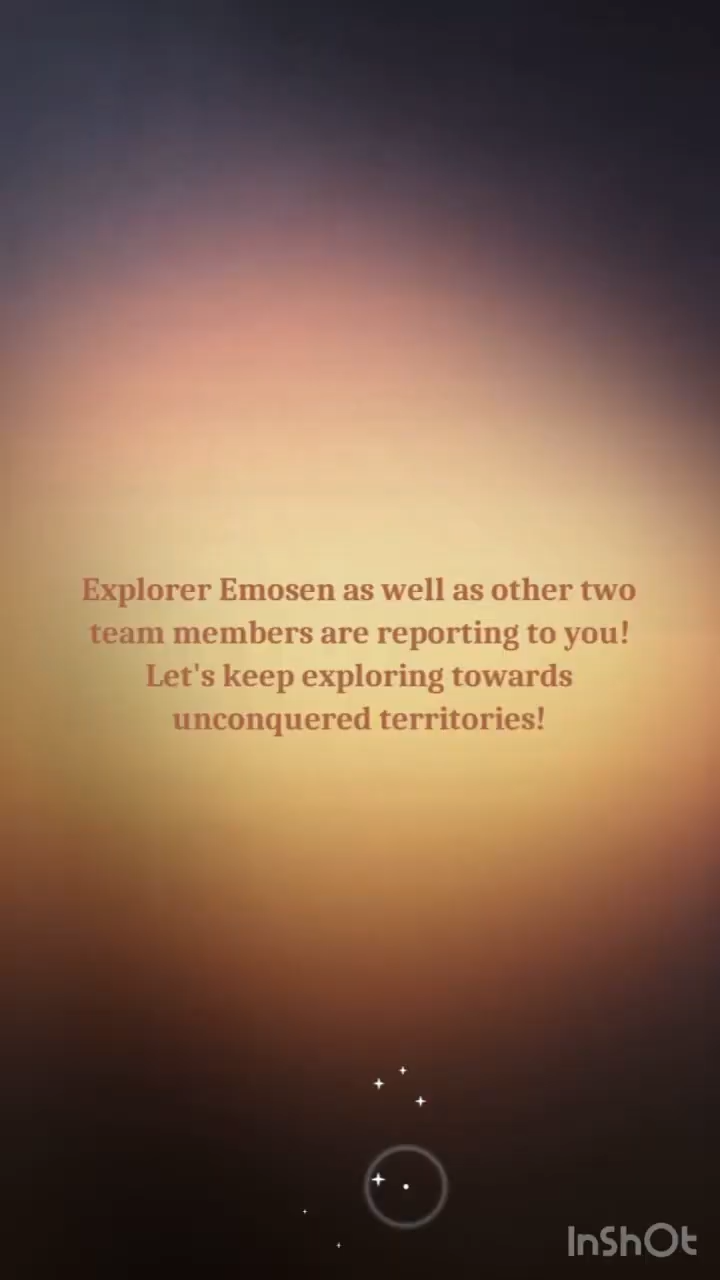 Explorer Emosen as well as other two
team members are reporting to you!
Let's keep exploring towards
unconquered territories!
InShOt